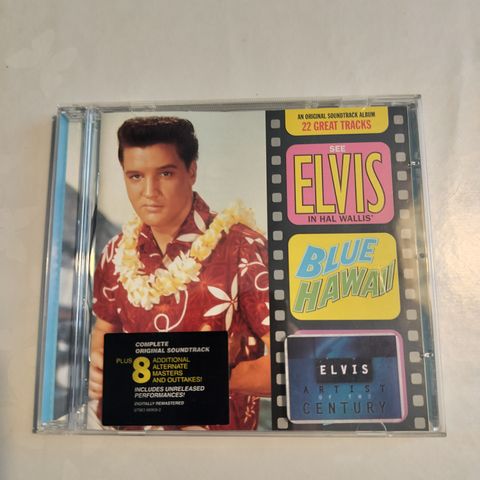 AN ORIGINAL SOUNDTRACK ALBUM
22 GREAT TRACKS
SEE
ELVIS
IN HAL WALLIS'
BLUE
HAWAII
ELVIS
ARTIST
OF THE
CENTURY
COMPLETE
ORIGINAL SOUNDTRACK
PLUS 8 ADDITIONAL
ALTERNATE
MASTERS
AND OUTTAKES!
INCLUDES UNRELEASED
PERFORMANCES!
DIGITALLY REMASTERED